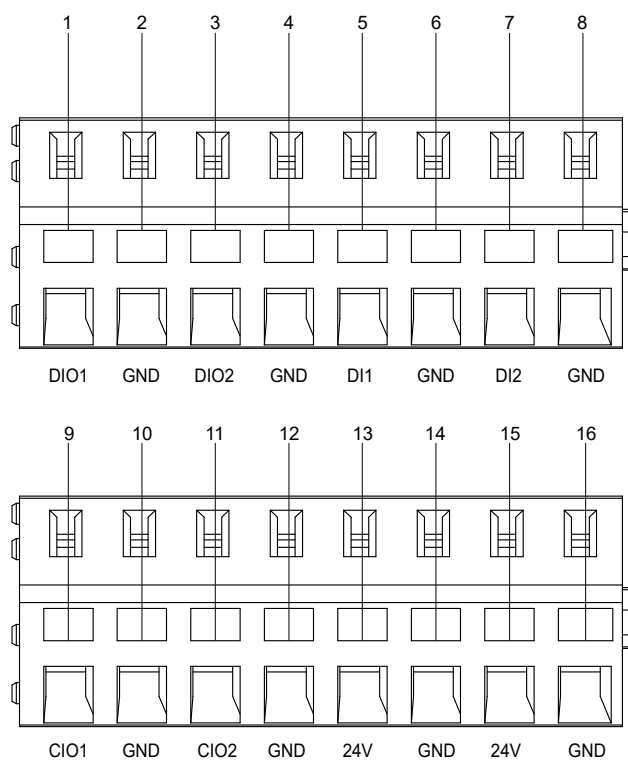 1 2 3 4 5 6 7 8
DIO1 GND DIO2 GND DI1 GND DI2 GND
9 10 11 12 13 14 15 16
CIO1 GND CIO2 GND 24V GND 24V GND